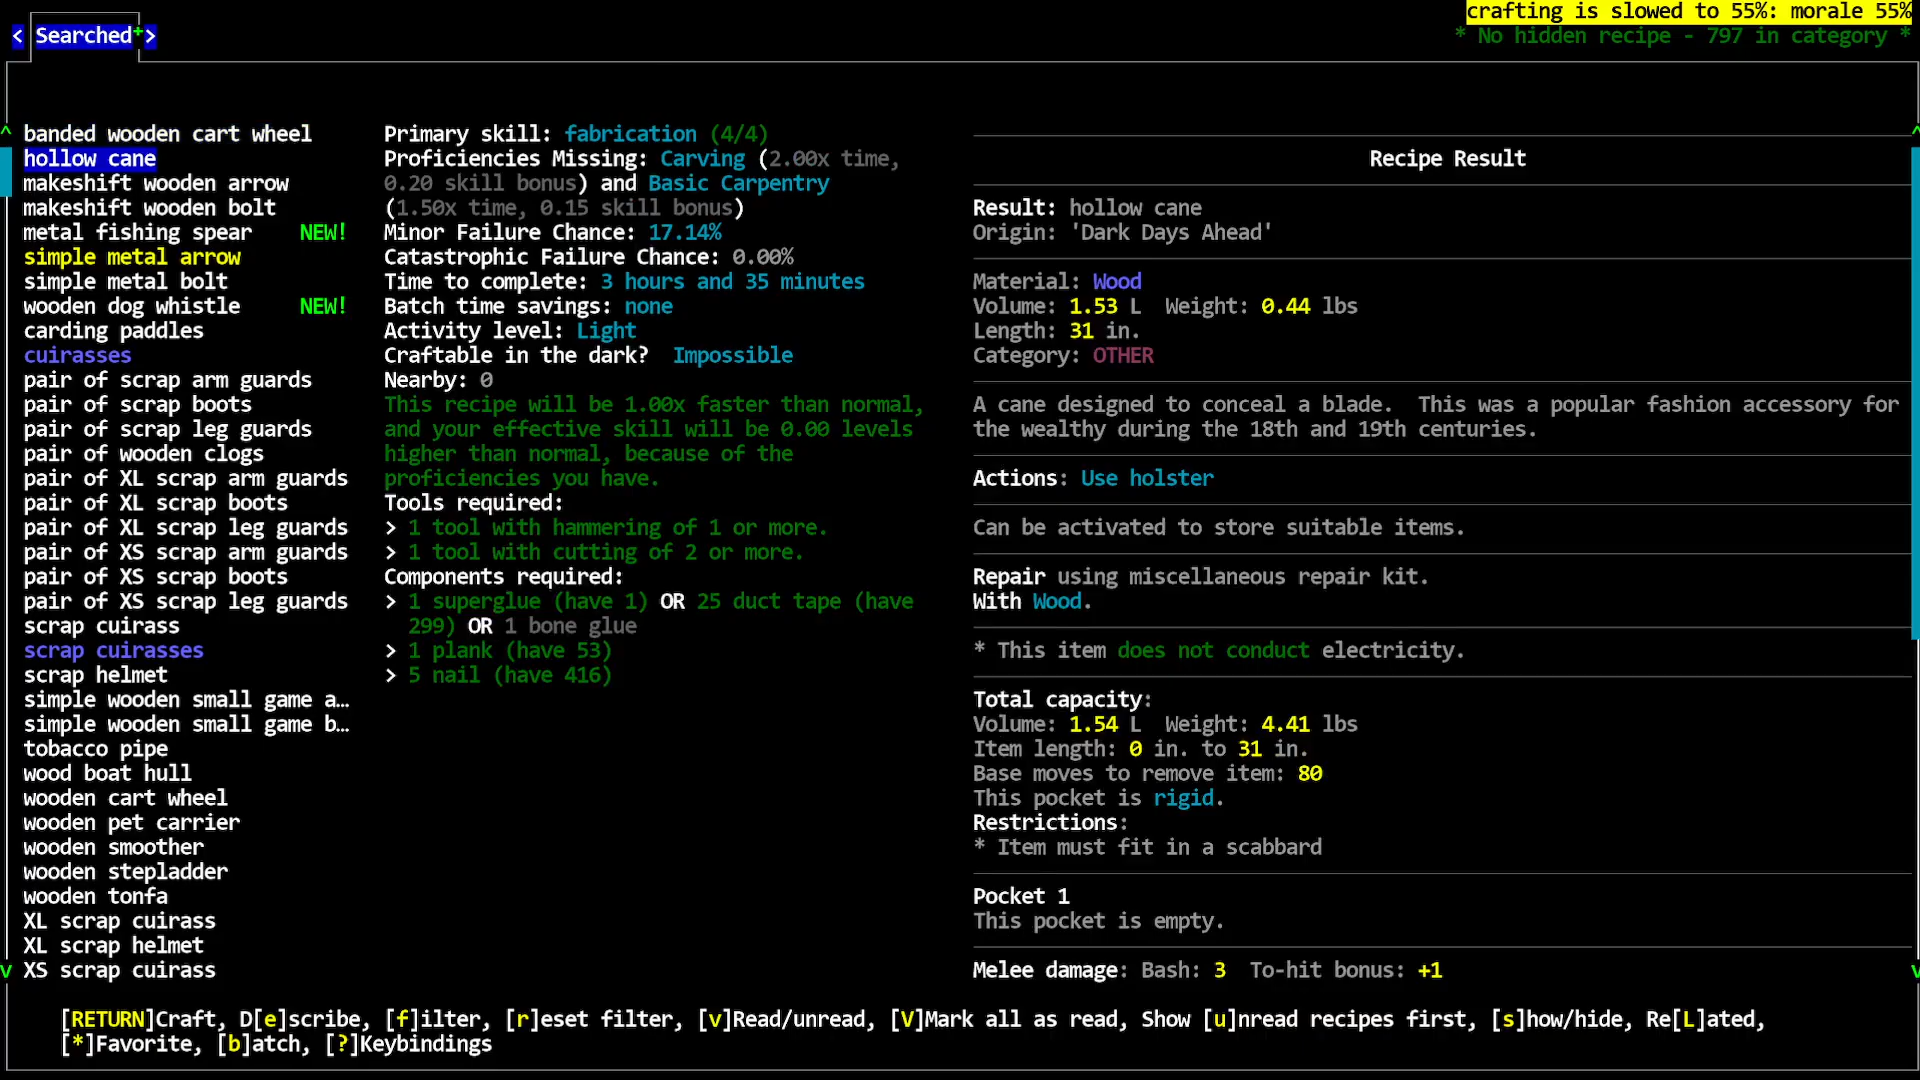 crafting is slowed to 55%: morale 55%
< Searched+>
* No hidden recipe - 797 in category *
banded wooden cart wheel
hollow cane
makeshift wooden arrow
makeshift wooden bolt
metal fishing spear NEW!
simple metal arrow
simple metal bolt
wooden dog whistle NEW!
carding paddles
cuirasses
pair of scrap arm guards
pair of scrap boots
pair of scrap leg guards
pair of wooden clogs
pair of XL scrap arm guards
pair of XL scrap boots
pair of XL scrap leg guards
pair of XS scrap arm guards
pair of XS scrap boots
pair of XS scrap leg guards
scrap cuirass
scrap cuirasses
scrap helmet
simple wooden small game a…
simple wooden small game b…
tobacco pipe
wood boat hull
wooden cart wheel
wooden pet carrier
wooden smoother
wooden stepladder
wooden tonfa
XL scrap cuirass
XL scrap helmet
XS scrap cuirass
Primary skill: fabrication (4/4)
Proficiencies Missing: Carving (2.00x time,
0.20 skill bonus) and Basic Carpentry
(1.50x time, 0.15 skill bonus)
Minor Failure Chance: 17.14%
Catastrophic Failure Chance: 0.00%
Time to complete: 3 hours and 35 minutes
Batch time savings: none
Activity level: Light
Craftable in the dark? Impossible
Nearby: 0
This recipe will be 1.00x faster than normal,
and your effective skill will be 0.00 levels
higher than normal, because of the
proficiencies you have.
Tools required:
> 1 tool with hammering of 1 or more.
> 1 tool with cutting of 2 or more.
Components required:
> 1 superglue (have 1) OR 25 duct tape (have
299) OR 1 bone glue
> 1 plank (have 53)
> 5 nail (have 416)
Recipe Result
Result: hollow cane
Origin: 'Dark Days Ahead'
Material: Wood
Volume: 1.53 L Weight: 0.44 lbs
Length: 31 in.
Category: OTHER
A cane designed to conceal a blade. This was a popular fashion accessory for
the wealthy during the 18th and 19th centuries.
Actions: Use holster
Can be activated to store suitable items.
Repair using miscellaneous repair kit.
With Wood.
* This item does not conduct electricity.
Total capacity:
Volume: 1.54 L Weight: 4.41 lbs
Item length: 0 in. to 31 in.
Base moves to remove item: 80
This pocket is rigid.
Restrictions:
* Item must fit in a scabbard
Pocket 1
This pocket is empty.
Melee damage: Bash: 3 To-hit bonus: +1
[RETURN]Craft, D[e]scribe, [f]ilter, [r]eset filter, [v]Read/unread, [V]Mark all as read, Show [u]nread recipes first, [s]how/hide, Re[L]ated,
[*]Favorite, [b]atch, [?]Keybindings